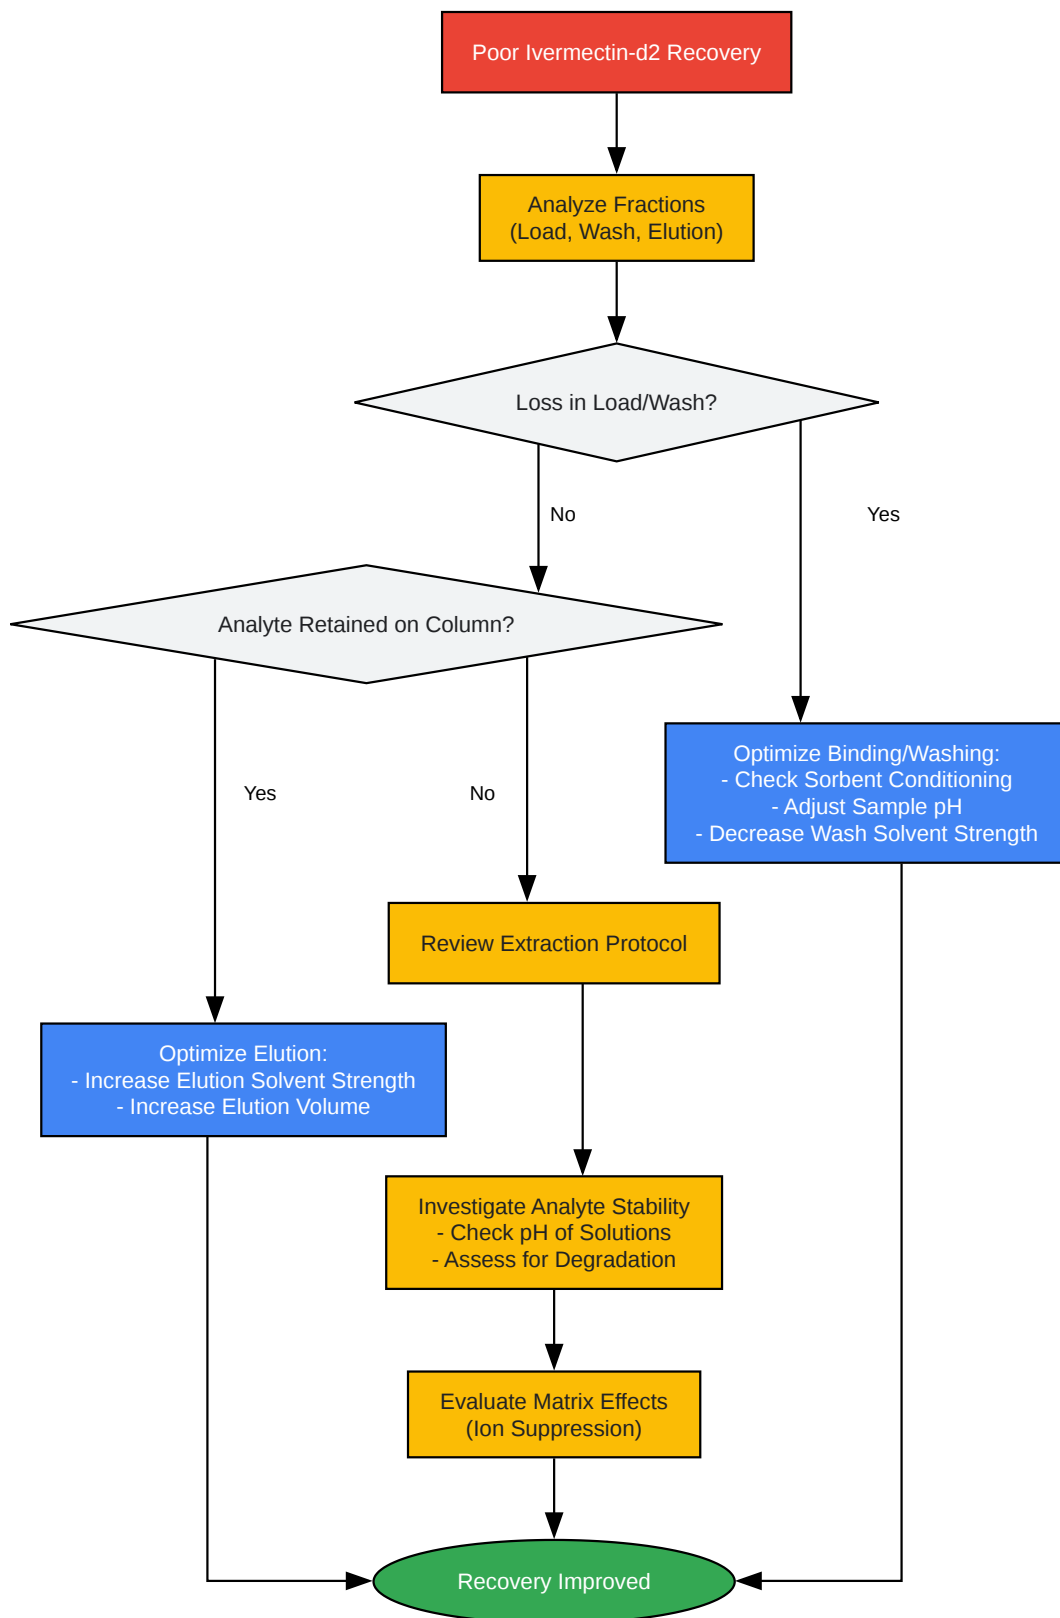 Poor Ivermectin-d2 Recovery
Analyze Fractions
(Load, Wash, Elution)
Loss in Load/Wash?
No
Yes
Analyte Retained on Column?
Yes
No
Optimize Binding/Washing:
- Check Sorbent Conditioning
- Adjust Sample pH
- Decrease Wash Solvent Strength
Review Extraction Protocol
Optimize Elution:
- Increase Elution Solvent Strength
- Increase Elution Volume
Investigate Analyte Stability
- Check pH of Solutions
- Assess for Degradation
Evaluate Matrix Effects
(Ion Suppression)
Recovery Improved